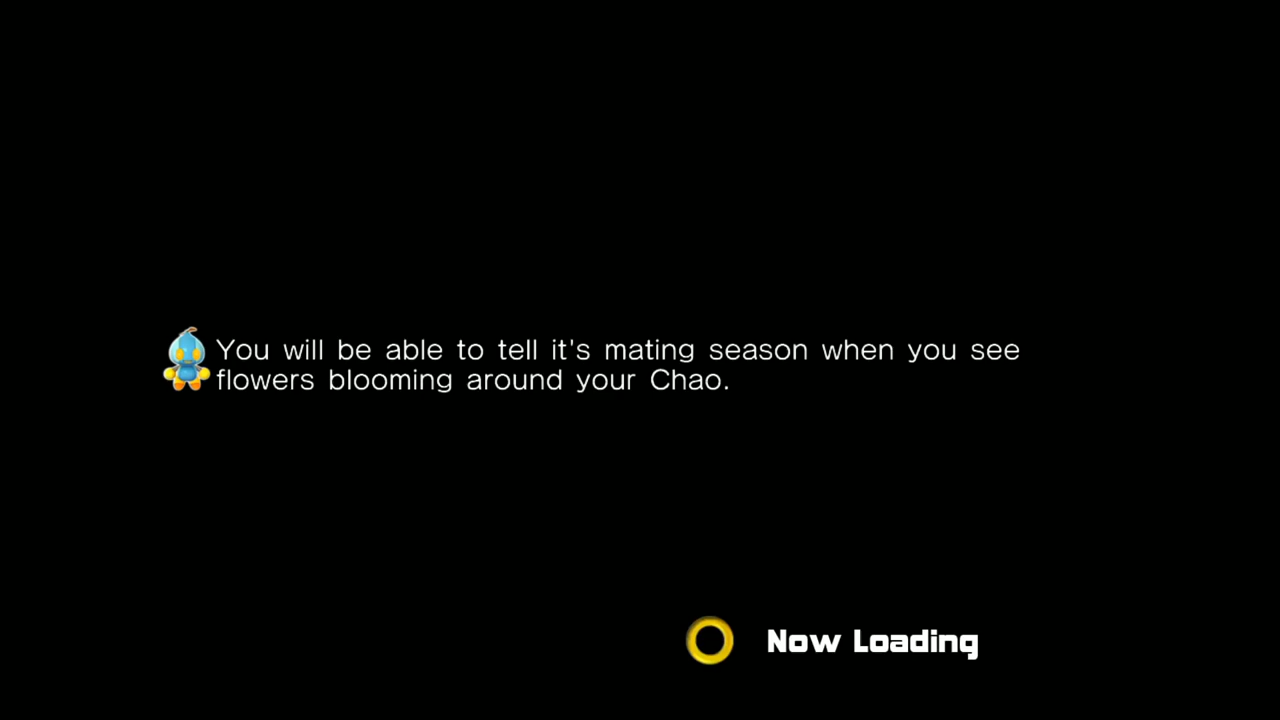 You will be able to tell it's mating season when you see
flowers blooming around your Chao.
Now Loading